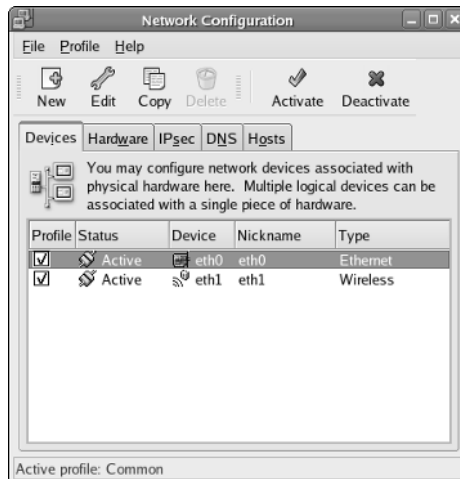 Network Configuration
File Profile Help
New Edit Copy Delete Activate Deactivate
Devices Hardware IPsec DNS Hosts
You may configure network devices associated with
physical hardware here. Multiple logical devices can be
associated with a single piece of hardware.
Profile Status Device Nickname Type
Active eth0 eth0 Ethernet
Active eth1 eth1 Wireless
Active profile: Common